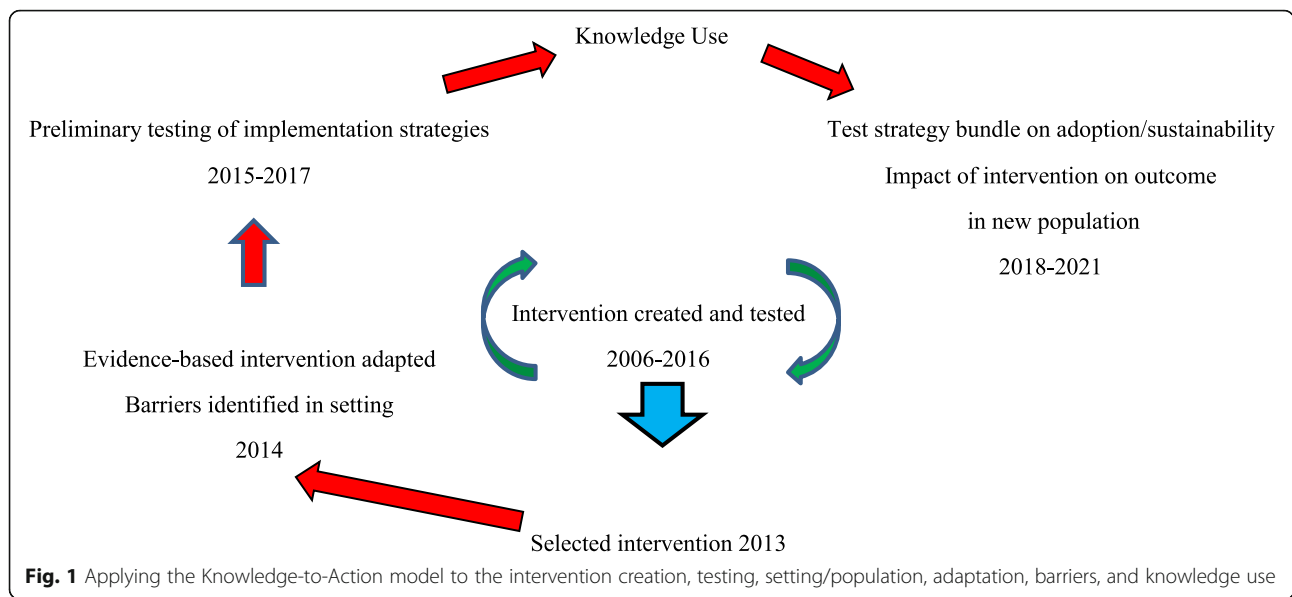 Knowledge Use
Preliminary testing of implementation strategies
2015-2017
Test strategy bundle on adoption/sustainability
Impact of intervention on outcome
in new population
2018-2021
Intervention created and tested
2006-2016
Evidence-based intervention adapted
Barriers identified in setting
2014
Selected intervention 2013
Fig. 1 Applying the Knowledge-to-Action model to the intervention creation, testing, setting/population, adaptation, barriers, and knowledge use